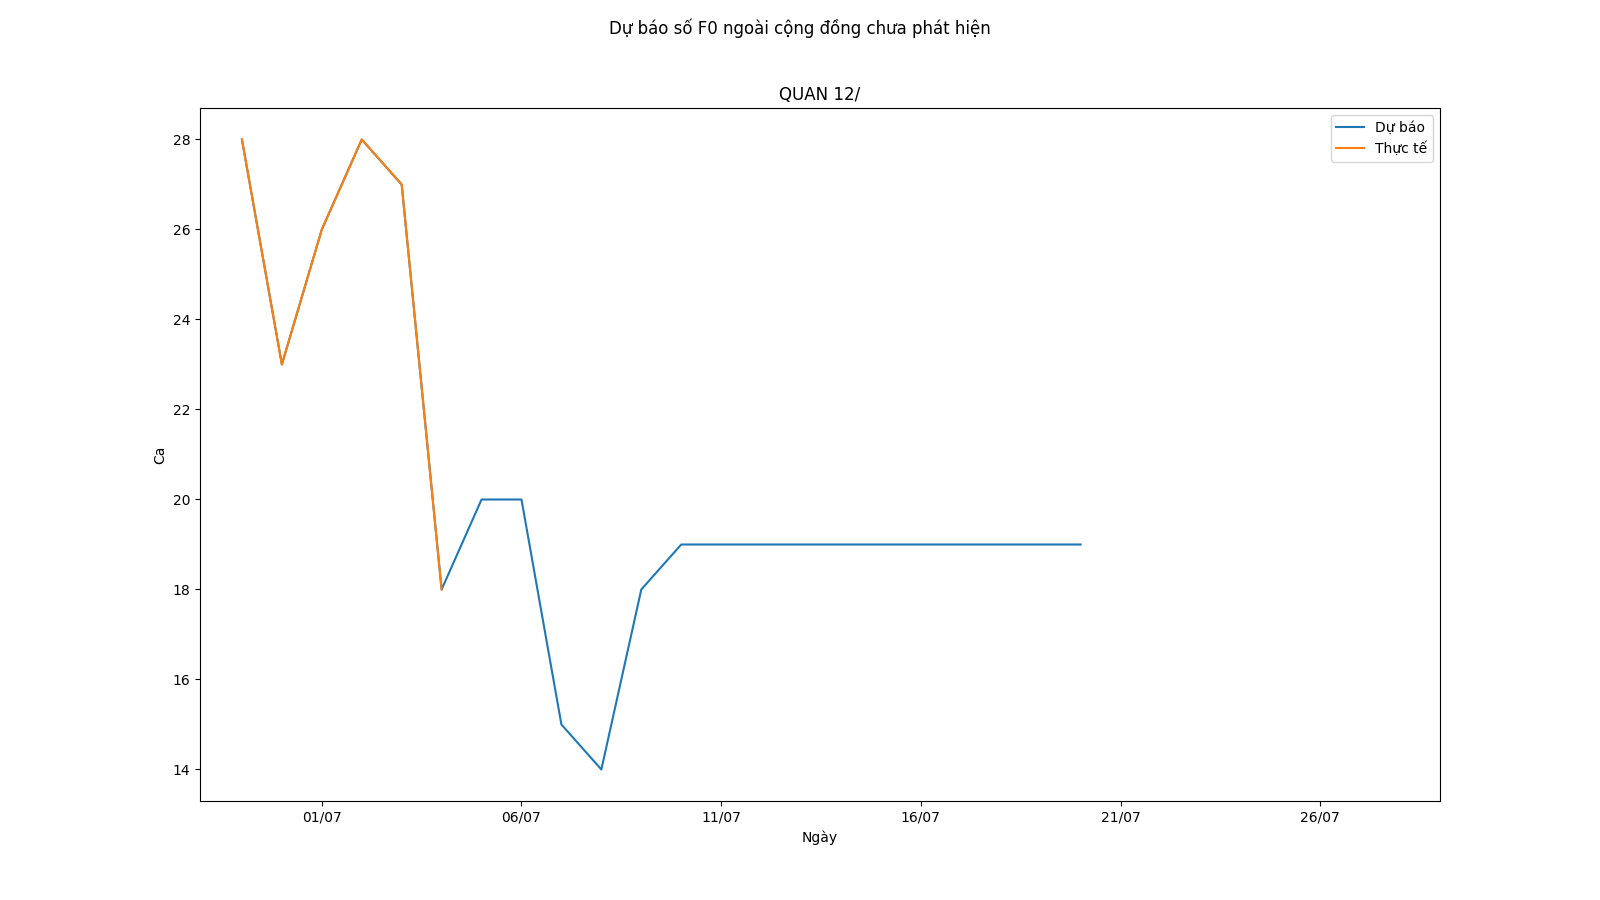 Dự báo số F0 ngoài cộng đồng chưa phát hiện
QUAN 12/
Dự báo
Thực tế
28
26
24
22
20
18
16
14
Ca
01/07 06/07 11/07 16/07 21/07 26/07
Ngày